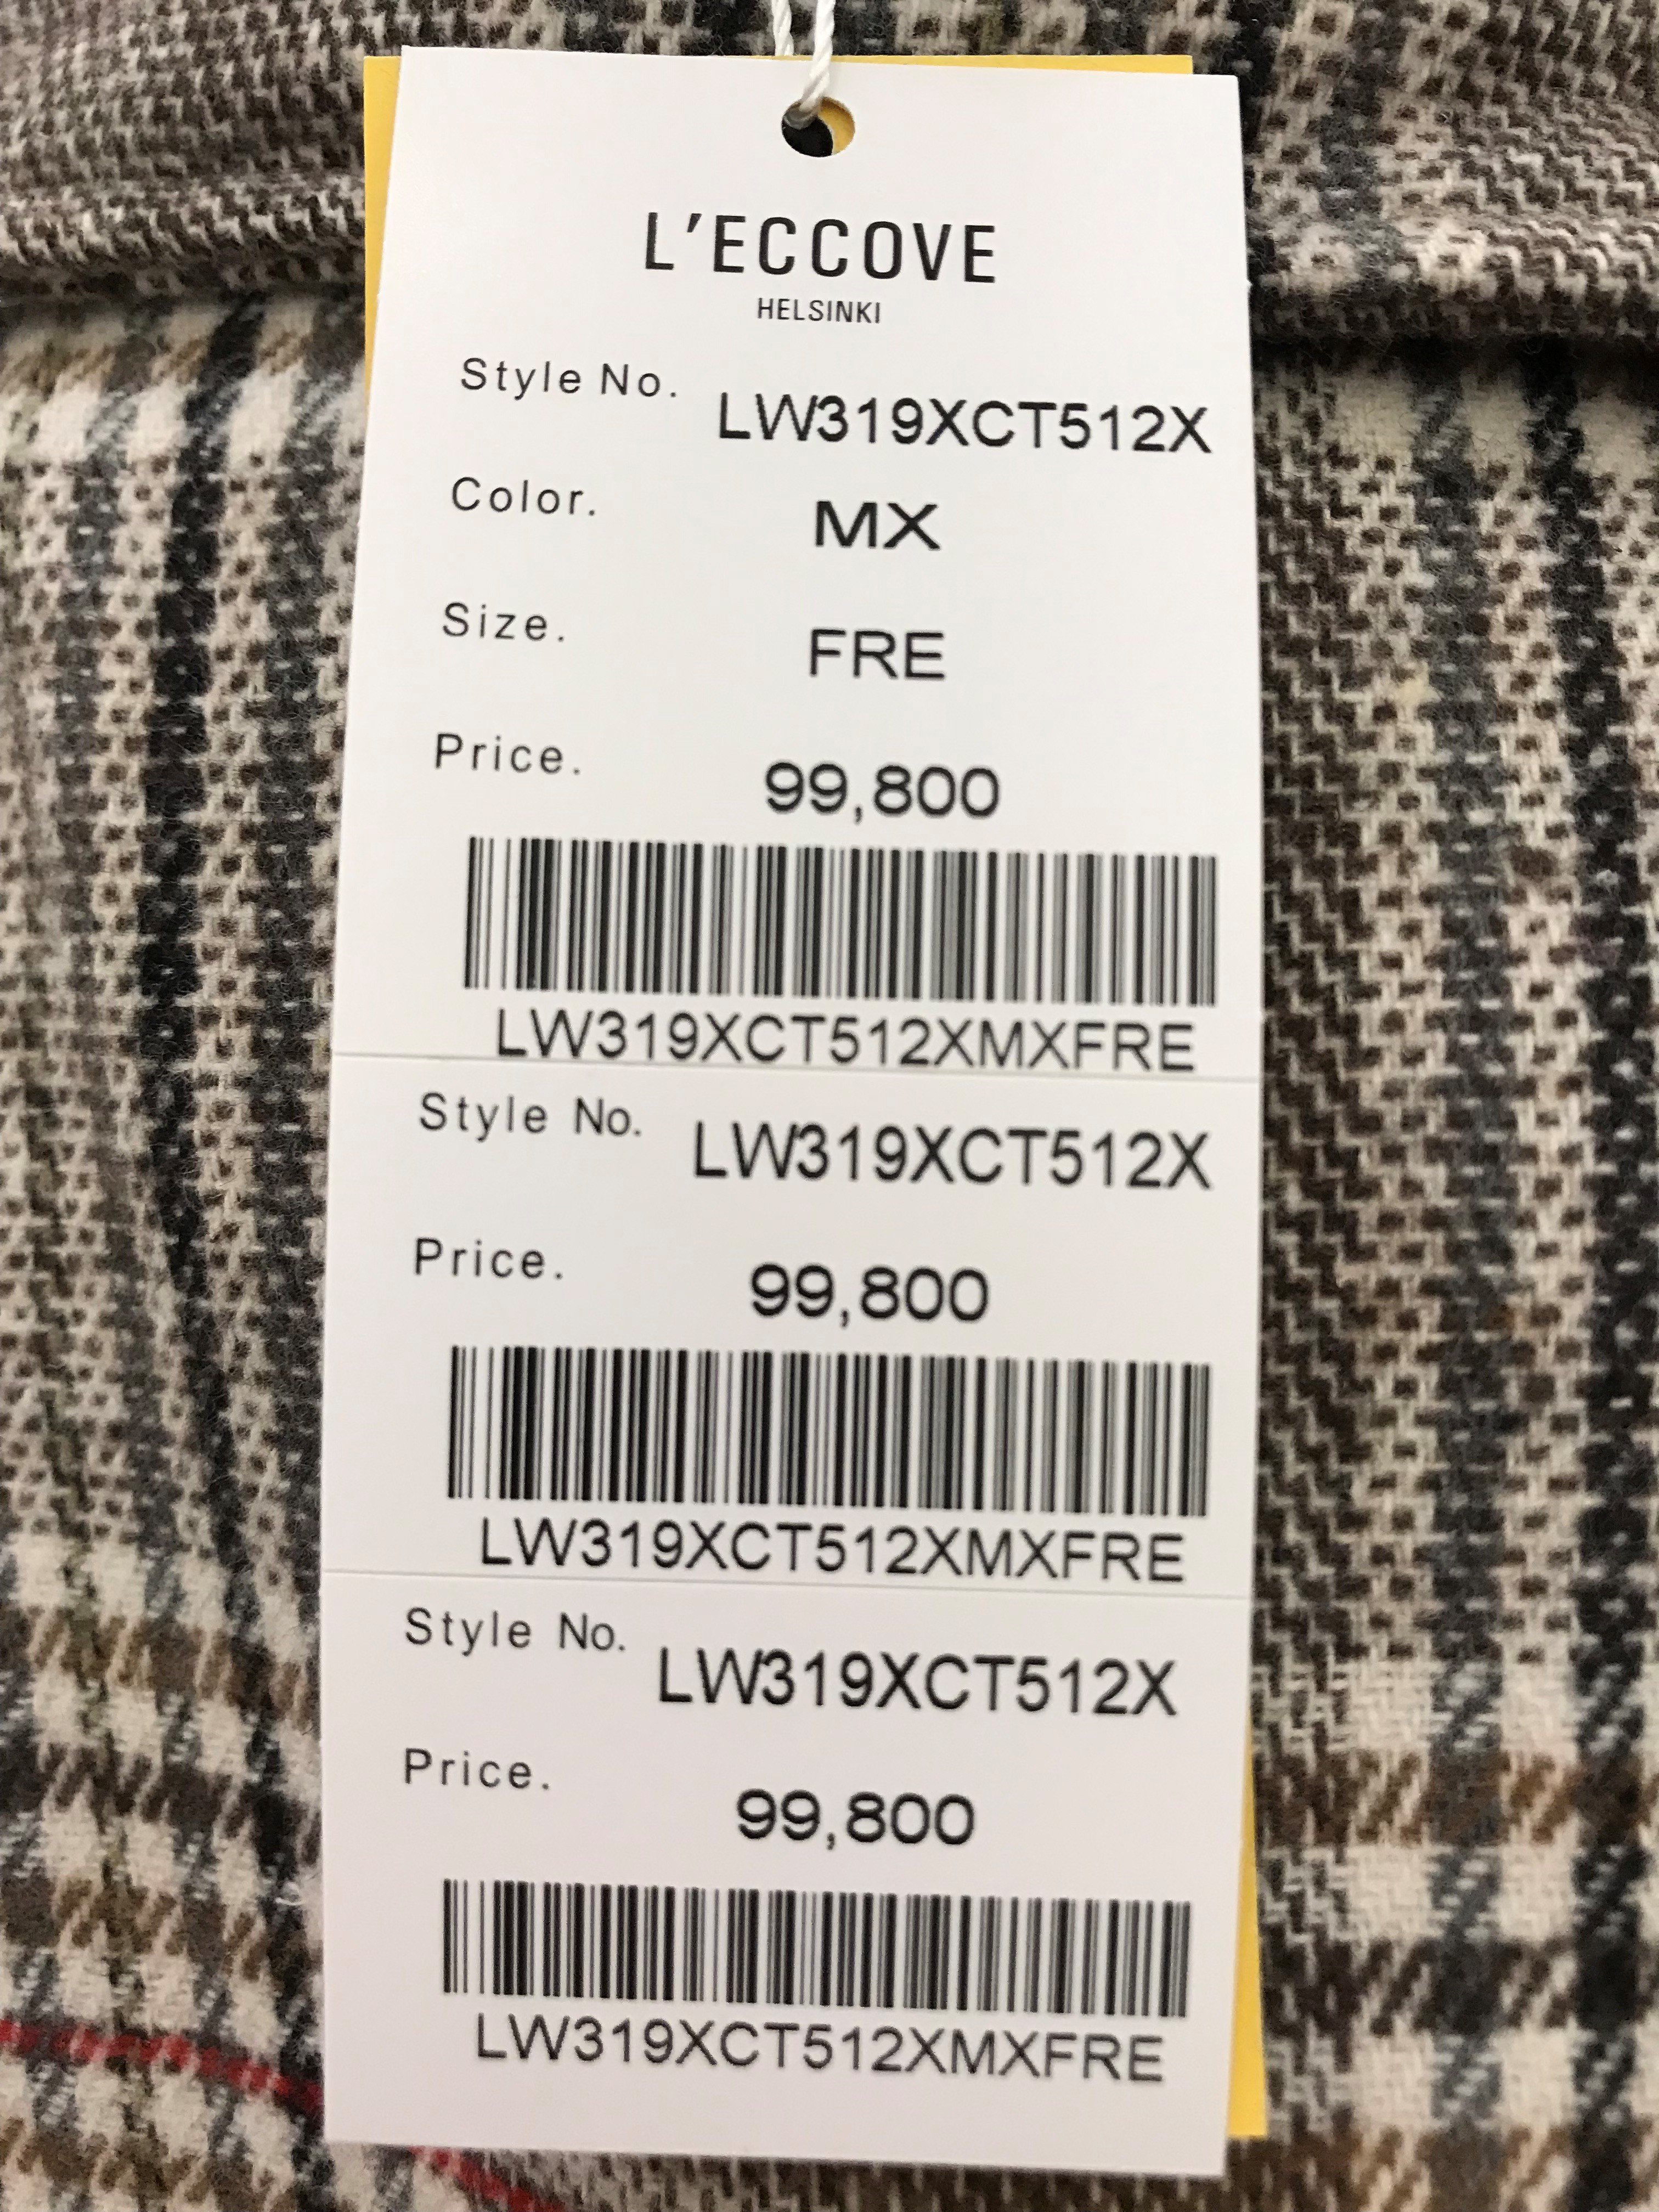 L'ECCOVE
HELSINKI
Style No. LW319XCT512X
Color. MX
Size. FRE
Price. 99,800
LW319XCT512XMXFRE
Style No. LW319XCT512X
Price. 99,800
LW319XCT512XMXFRE
Style No. LW319XCT512X
Price. 99,800
LW319XCT512XMXFRE